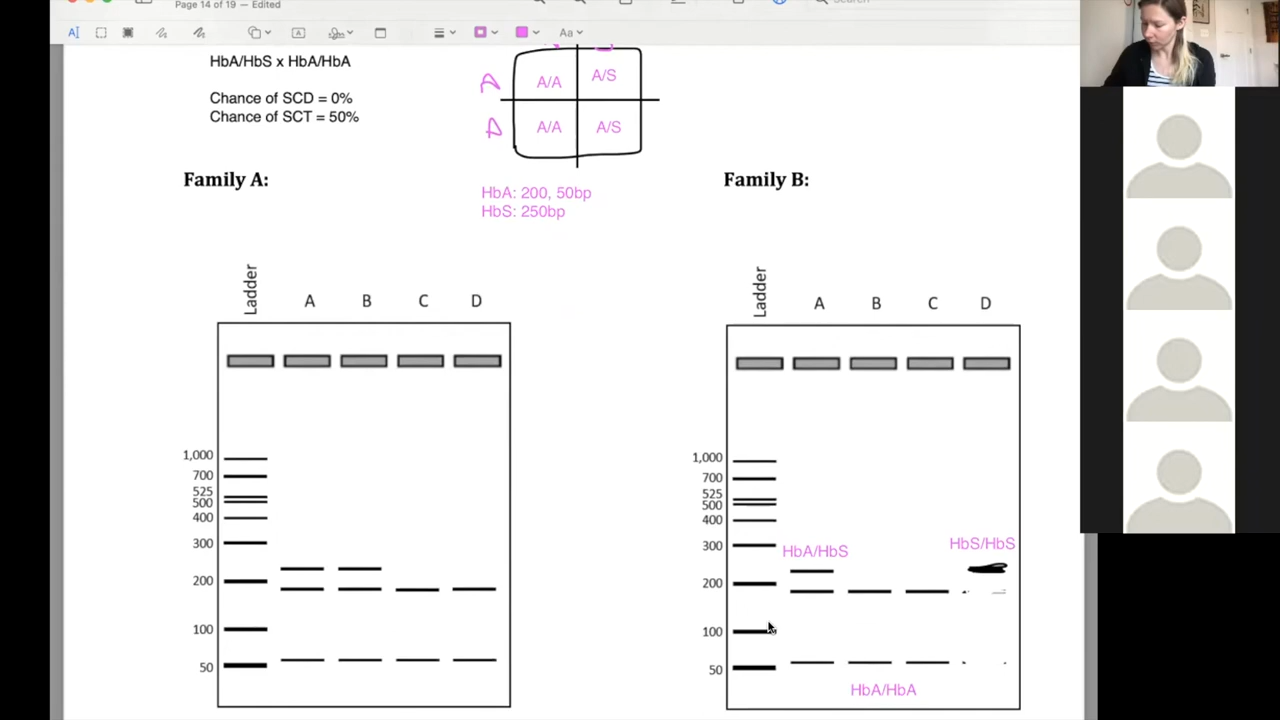 Page 14 of 19 — Edited
Search
A
Aa
HbA/HbS x HbA/HbA
Chance of SCD = 0%
Chance of SCT = 50%
A
A/A
A/S
A
A/A
A/S
Family A:
HbA: 200, 50bp
HbS: 250bp
Family B:
Ladder
A
B
C
D
1,000
700
525
500
400
300
200
100
50
Ladder
A
B
C
D
1,000
700
525
500
400
300
200
100
50
HbA/HbS
HbS/HbS
HbA/HbA